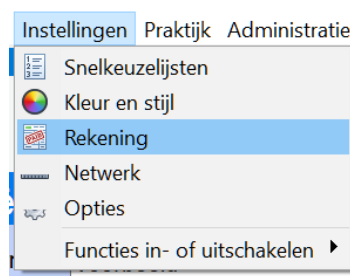 Instellingen Praktijk Administratie
Snelkeuzelijsten
Kleur en stijl
Rekening
Netwerk
Opties
Functies in- of uitschakelen